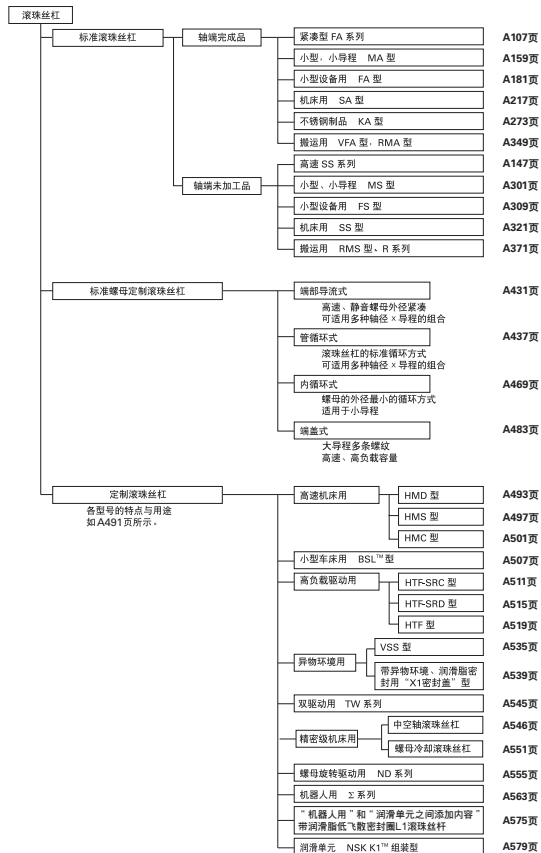 滚珠丝杠
标准滚珠丝杠
轴端完成品
紧凑型 FA 系列 A107页
小型，小导程 MA 型 A159页
小型设备用 FA 型 A181页
机床用 SA 型 A217页
不锈钢制品 KA 型 A273页
搬运用 VFA 型，RMA 型 A349页
高速 SS 系列 A147页
轴端未加工品
小型、小导程 MS 型 A301页
小型设备用 FS 型 A309页
机床用 SS 型 A321页
搬运用 RMS 型、R 系列 A371页
标准螺母定制滚珠丝杠
端部导流式 A431页
高速、静音螺母外径紧凑
可适用多种轴径 x 导程的组合
管循环式 A437页
滚珠丝杠的标准循环方式
可适用多种轴径 x 导程的组合
内循环式 A469页
螺母的外径最小的循环方式
适用于小导程
端盖式 A483页
大导程多条螺纹
高速、高负载容量
定制滚珠丝杠
各型号的特点与用途
如A491页所示。
高速机床用
HMD 型 A493页
HMS 型 A497页
HMC 型 A501页
小型车床用 BSL™ 型 A507页
高负载驱动用
HTF-SRC 型 A511页
HTF-SRD 型 A515页
HTF 型 A519页
异物环境用
VSS 型 A535页
带异物环境、润滑脂密
封用“X1密封盖”型 A539页
双驱动用 TW 系列 A545页
精密级机床用
中空轴滚珠丝杠 A546页
螺母冷却滚珠丝杠 A551页
螺母旋转驱动用 ND 系列 A555页
机器人用 Σ 系列 A563页
“机器人用”和“润滑单元之间添加内容”
带润滑脂低飞散密封圈L1滚珠丝杆 A575页
润滑单元 NSK K1™ 组装型 A579页